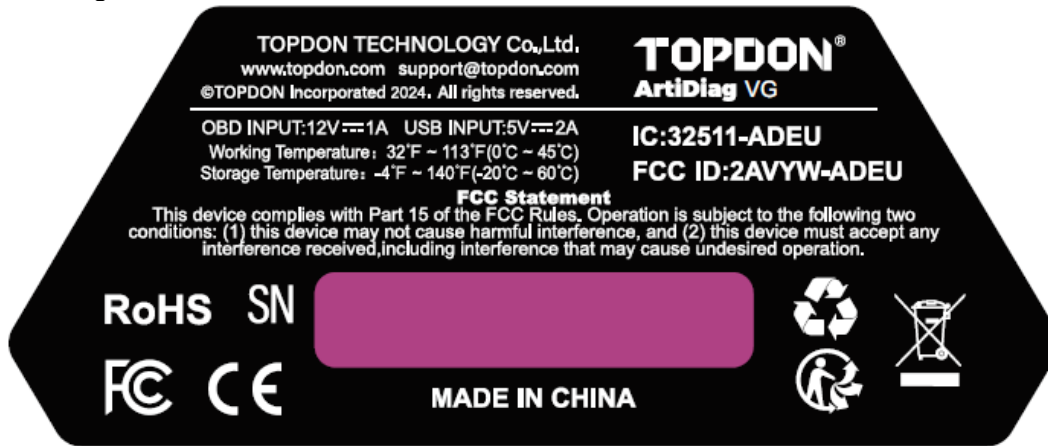 TOPDON TECHNOLOGY Co.,Ltd.
www.topdon.com support@topdon.com
©TOPDON Incorporated 2024. All rights reserved.
TOPDON®
ArtiDiag VG
OBD INPUT:12V⎓1A USB INPUT:5V⎓2A
Working Temperature: 32°F ~ 113°F(0°C ~ 45°C)
Storage Temperature: -4°F ~ 140°F(-20°C ~ 60°C)
IC:32511-ADEU
FCC ID:2AVYW-ADEU
FCC Statement
This device complies with Part 15 of the FCC Rules. Operation is subject to the following two
conditions: (1) this device may not cause harmful interference, and (2) this device must accept any
interference received,including interference that may cause undesired operation.
RoHS SN
FC CE
MADE IN CHINA